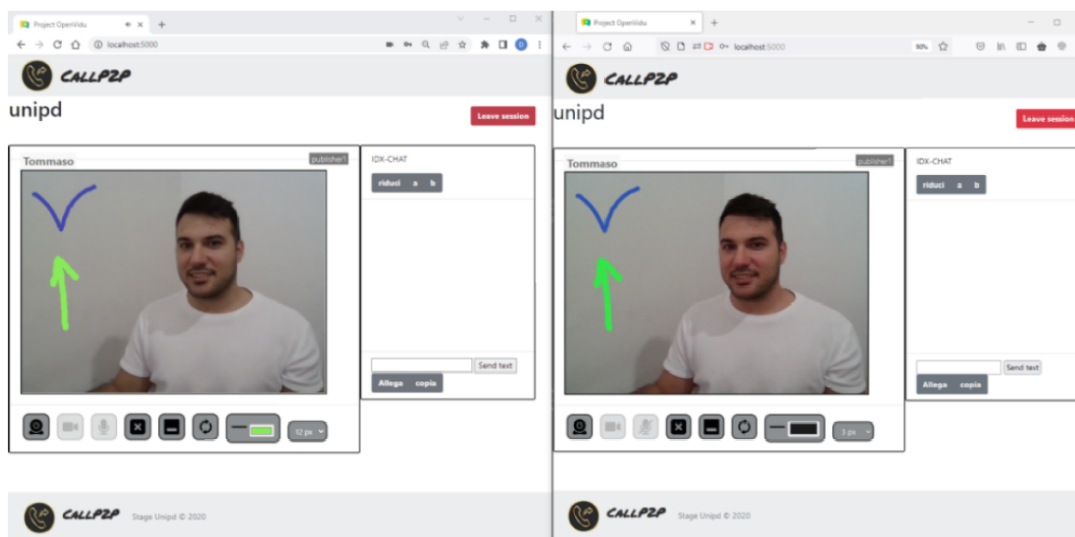 Project OpenVidu
localhost:5000
CALLP2P
unipd
Leave session
Tommaso
publisher1
IDX-CHAT
riduci a b
Send text
Allega copia
12 px
CALLP2P
Stage Unipd © 2020
Project OpenVidu
localhost:5000
90%
CALLP2P
unipd
Leave session
Tommaso
publisher1
IDX-CHAT
riduci a b
Send text
Allega copia
3 px
CALLP2P
Stage Unipd © 2020